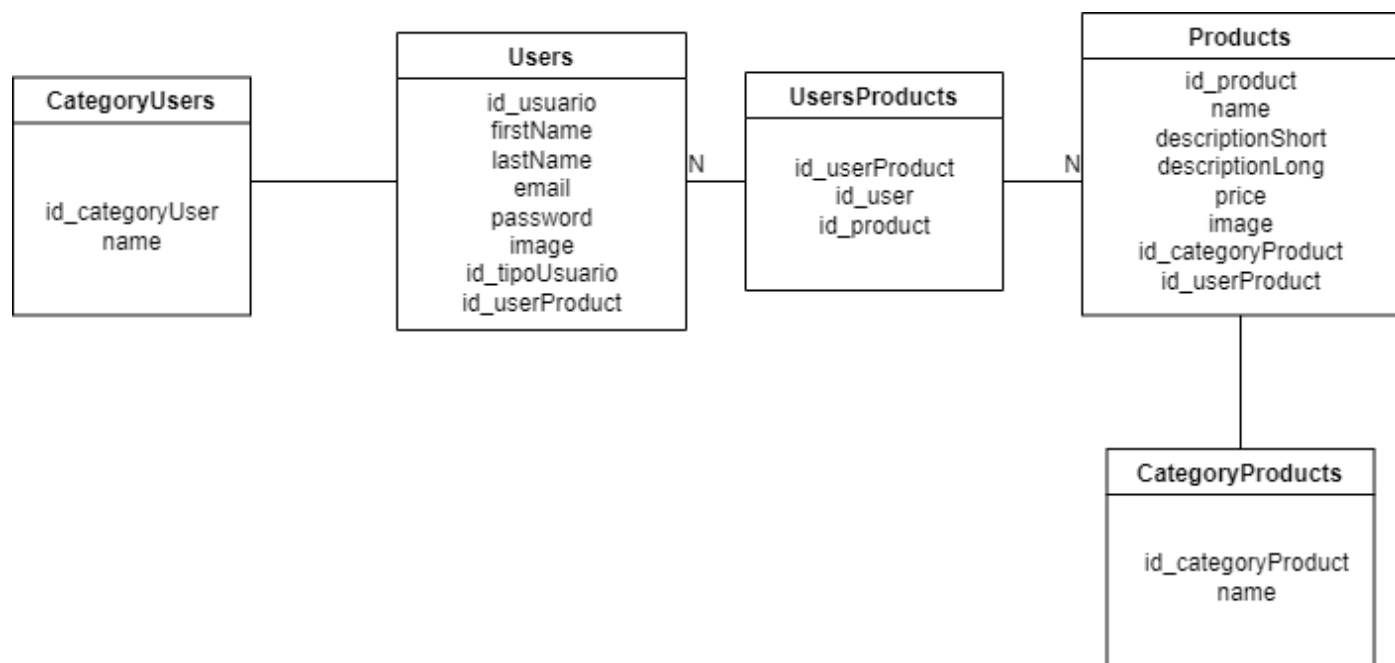 CategoryUsers
id_categoryUser
name
Users
id_usuario
firstName
lastName
email
password
image
id_tipoUsuario
id_userProduct
N
UsersProducts
id_userProduct
id_user
id_product
N
Products
id_product
name
descriptionShort
descriptionLong
price
image
id_categoryProduct
id_userProduct
CategoryProducts
id_categoryProduct
name